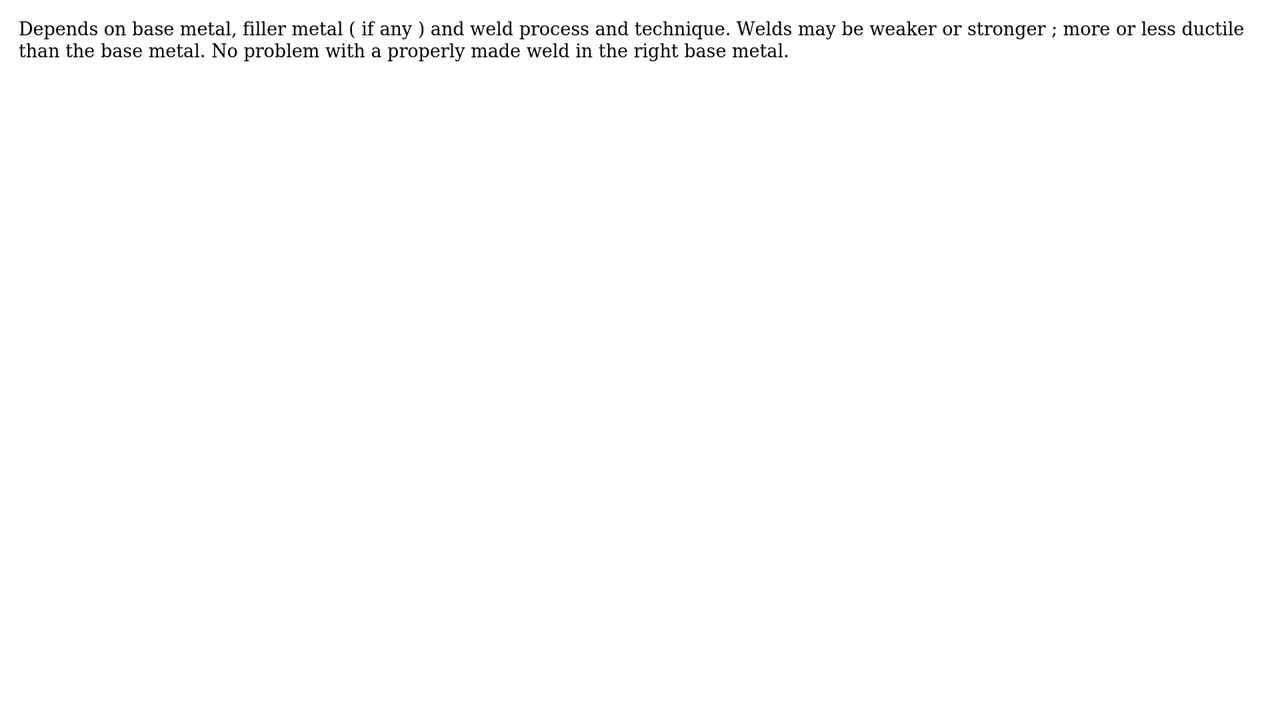 Depends on base metal, filler metal ( if any ) and weld process and technique. Welds may be weaker or stronger ; more or less ductile
than the base metal. No problem with a properly made weld in the right base metal.